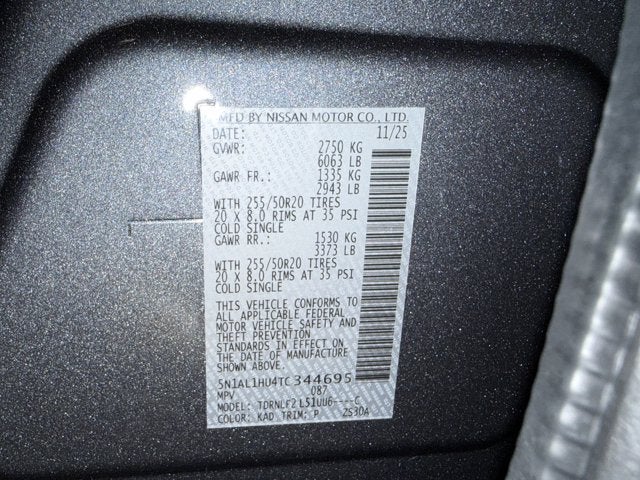 MFD BY NISSAN MOTOR CO., LTD.
DATE: 11/25
GVWR: 2750 KG
6063 LB
GAWR FR.: 1335 KG
2943 LB
WITH 255/50R20 TIRES
20 X 8.0 RIMS AT 35 PSI
COLD SINGLE
GAWR RR.: 1530 KG
3373 LB
WITH 255/50R20 TIRES
20 X 8.0 RIMS AT 35 PSI
COLD SINGLE
THIS VEHICLE CONFORMS TO
ALL APPLICABLE FEDERAL
MOTOR VEHICLE SAFETY AND
THEFT PREVENTION
STANDARDS IN EFFECT ON
THE DATE OF MANUFACTURE
SHOWN ABOVE.
5N1AL1HU4TC344695
MPV 087
MODEL: TDRNLF2 L51UU6----C
COLOR: KAD TRIM: P ZS30A